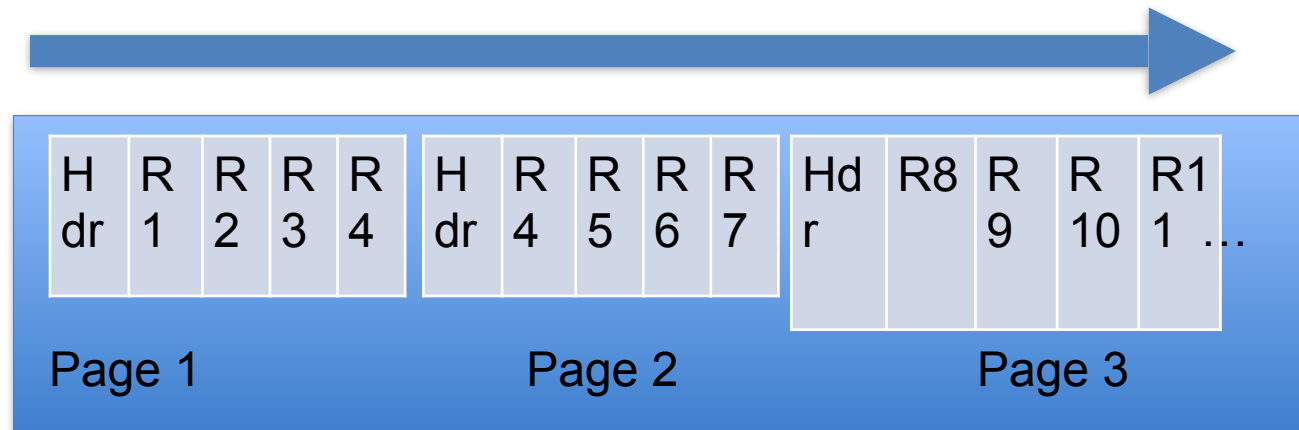 H R R R R H R R R R Hd R8 R R R1
dr 1 2 3 4 dr 4 5 6 7 r 9 10 1 …
Page 1 Page 2 Page 3